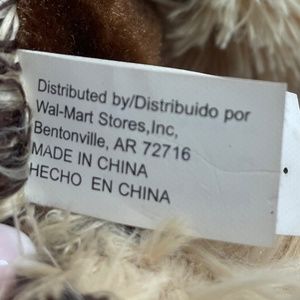 Distributed by/Distribuido por
Wal-Mart Stores,Inc,
Bentonville, AR 72716
MADE IN CHINA
HECHO EN CHINA